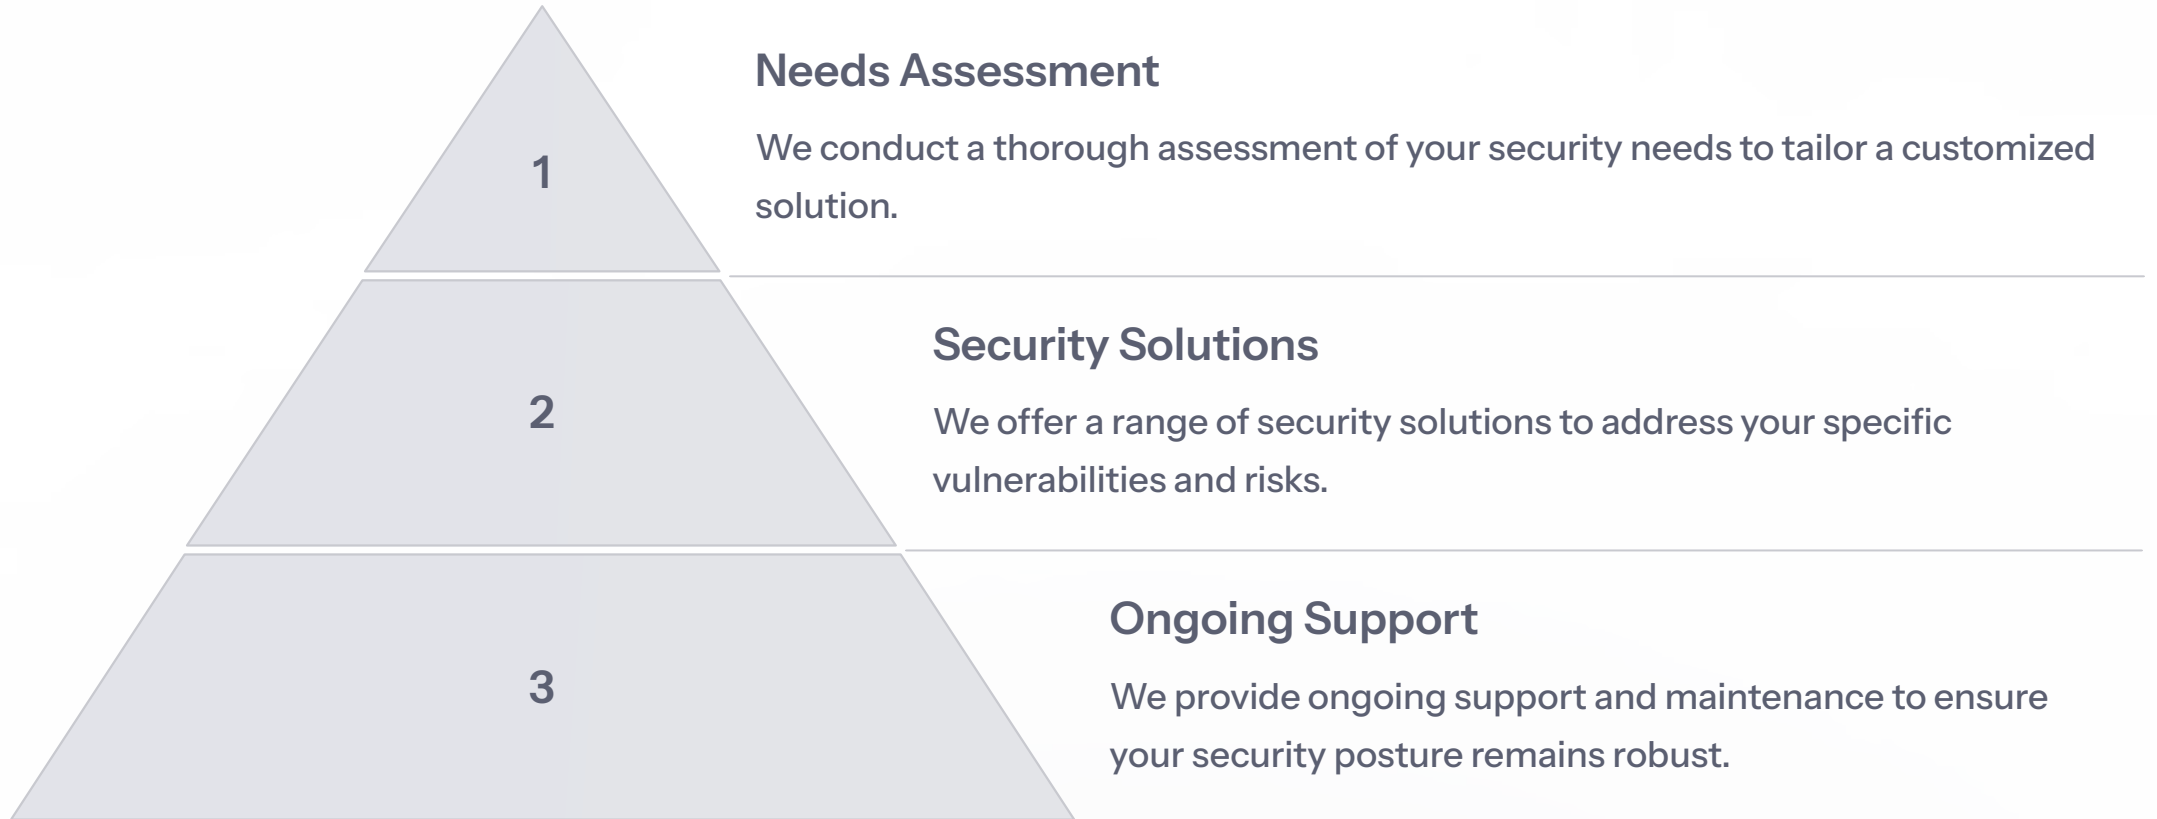 Needs Assessment
1
We conduct a thorough assessment of your security needs to tailor a customized
solution.
Security Solutions
2
We offer a range of security solutions to address your specific
vulnerabilities and risks.
Ongoing Support
3
We provide ongoing support and maintenance to ensure
your security posture remains robust.